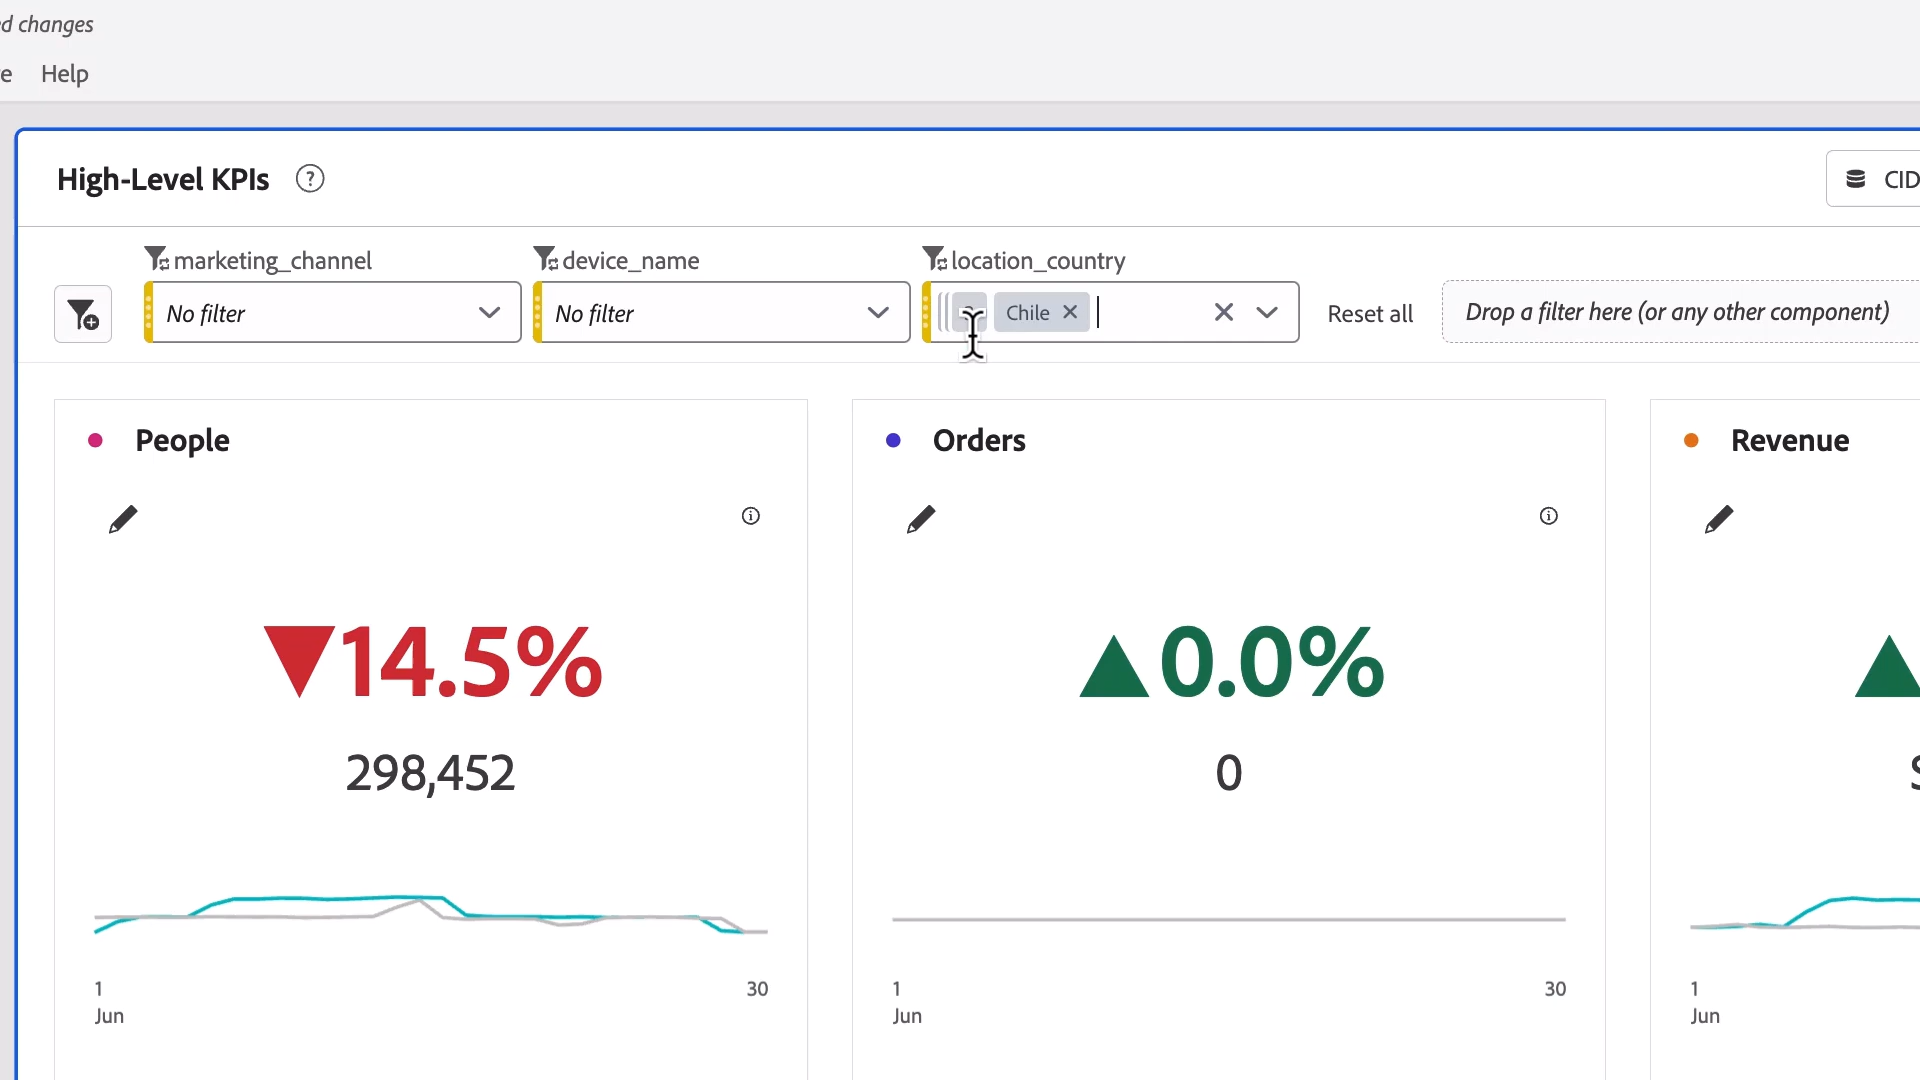 ed changes
e Help
High-Level KPIs ?
CID
marketing_channel device_name location_country
No filter No filter Chile Reset all Drop a filter here (or any other component)
People Orders Revenue
▼14.5% ▲0.0% ▲
298,452 0
1 30 1 30 1
Jun Jun Jun